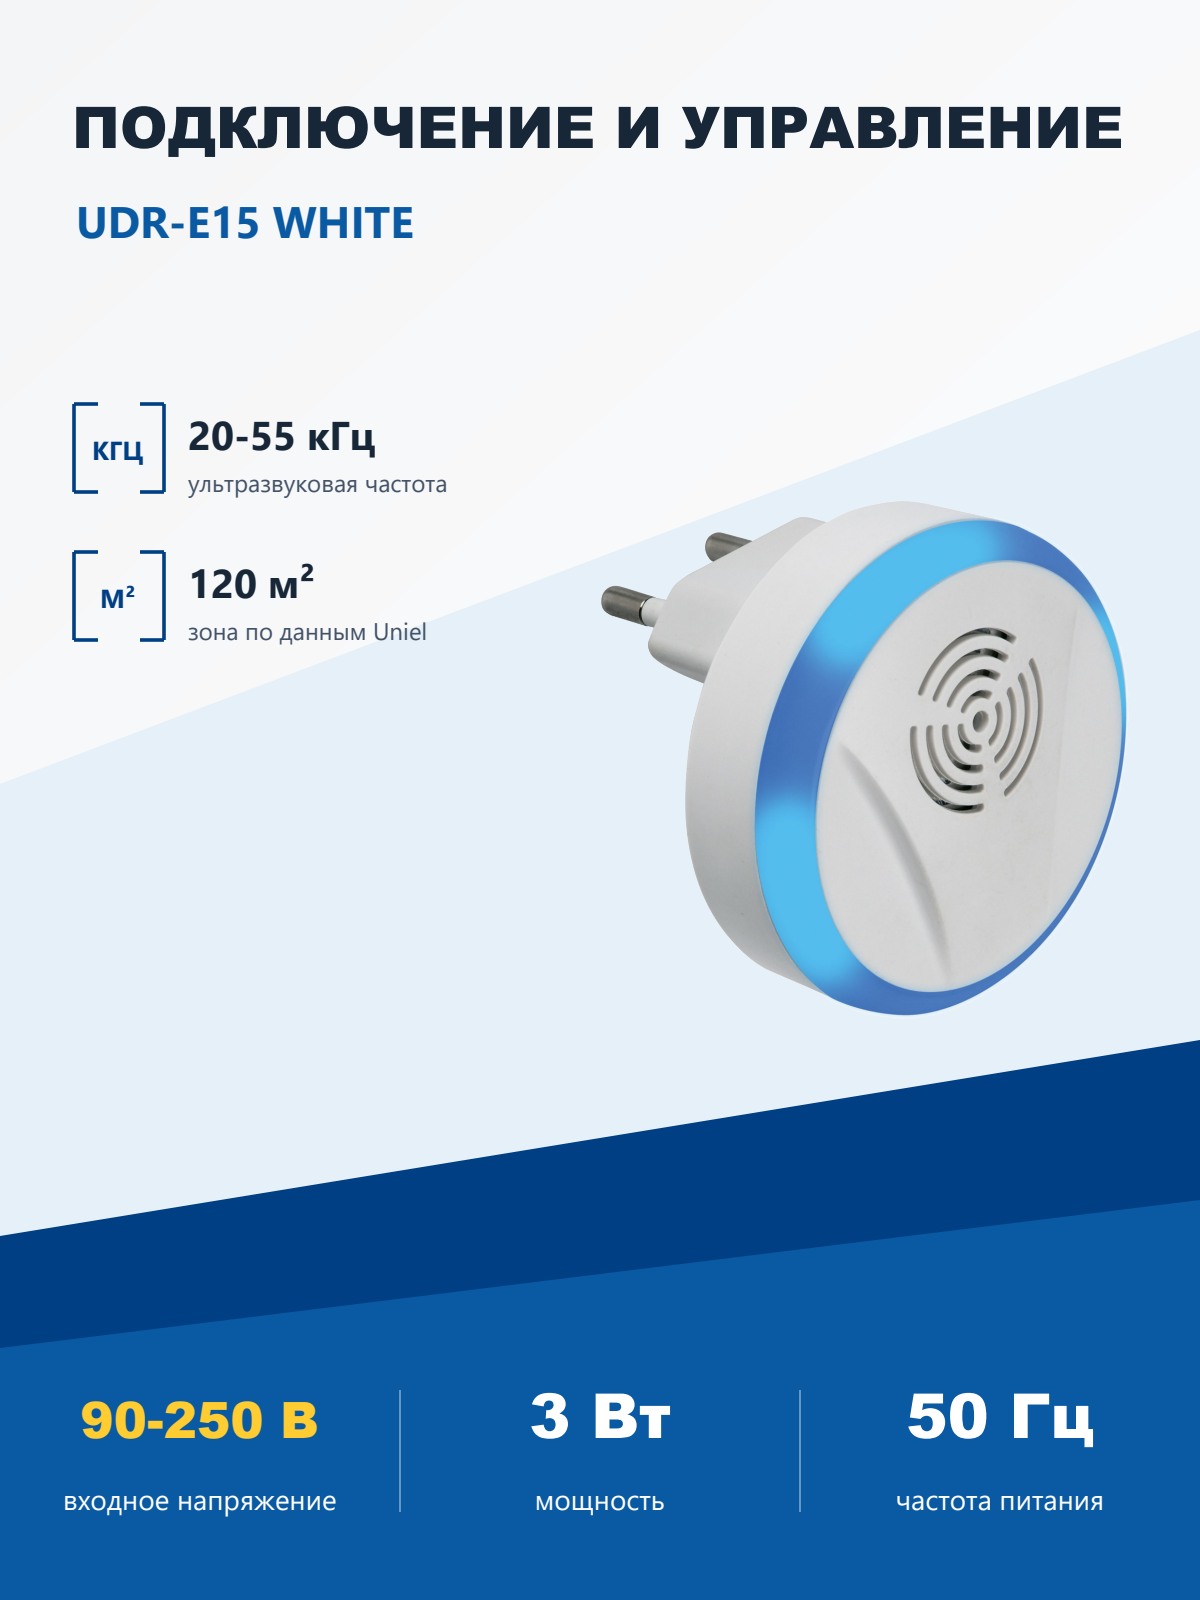 ПОДКЛЮЧЕНИЕ И УПРАВЛЕНИЕ
UDR-E15 WHITE
КГЦ
20-55 кГц
ультразвуковая частота
М²
120 м²
зона по данным Uniel
90-250 В
входное напряжение
3 Вт
мощность
50 Гц
частота питания